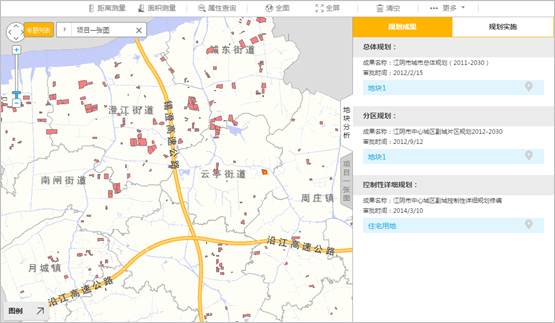 距离测量 面积测量 属性查询 全图 全屏 清空 更多
专题列表 项目一张图
规划成果 规划实施
城东街道
澄江街道
锡澄高速公路
南闸街道
云亭街道
周庄镇
沿江高速公路
月城镇
沿江高速公路
图例
地块分析
项目一张图
总体规划：
成果名称：江阴市城市总体规划（2011-2030）
审批时间：2012/2/15
地块1
分区规划：
成果名称：江阴市中心城区副城片区规划2012-2030
审批时间：2012/9/12
地块1
控制性详细规划：
成果名称：江阴市中心城区副城控制性详细规划修编
审批时间：2014/3/10
住宅用地